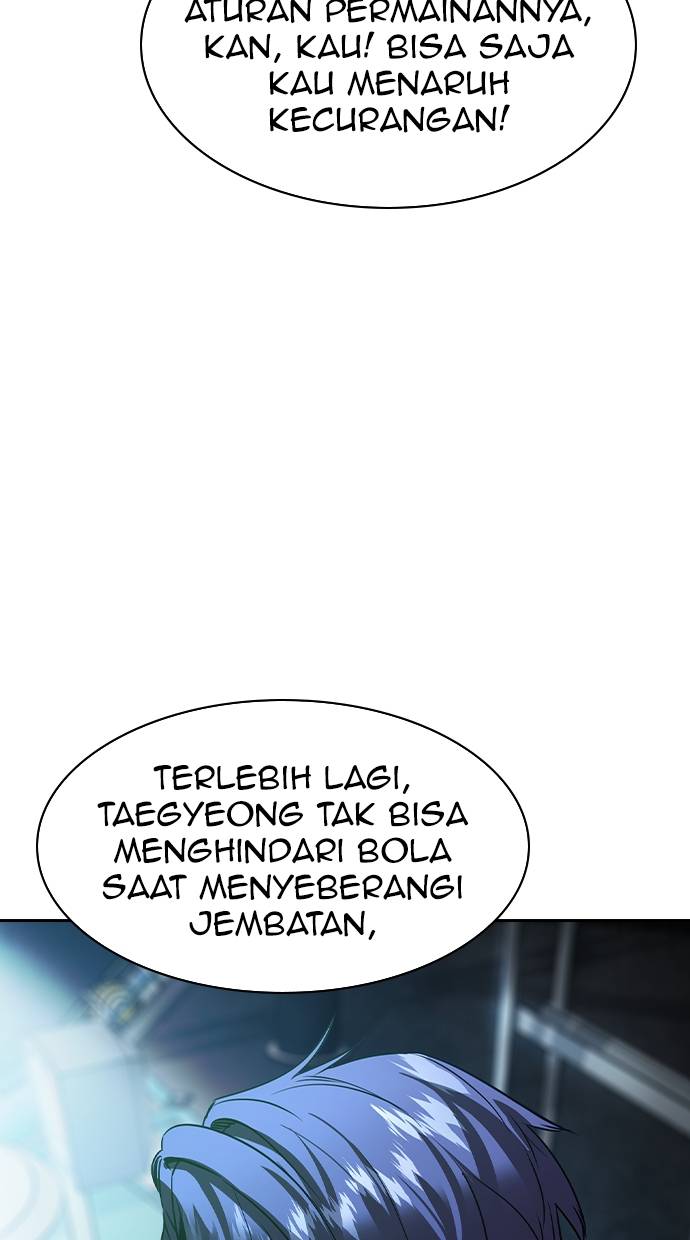 ATURAN PERMAINANNYA,
KAN, KAU! BISA SAJA
KAU MENARUH
KECURANGAN!
TERLEBIH LAGI,
TAEGYEONG TAK BISA
MENGHINDARI BOLA
SAAT MENYEBERANGI
JEMBATAN,